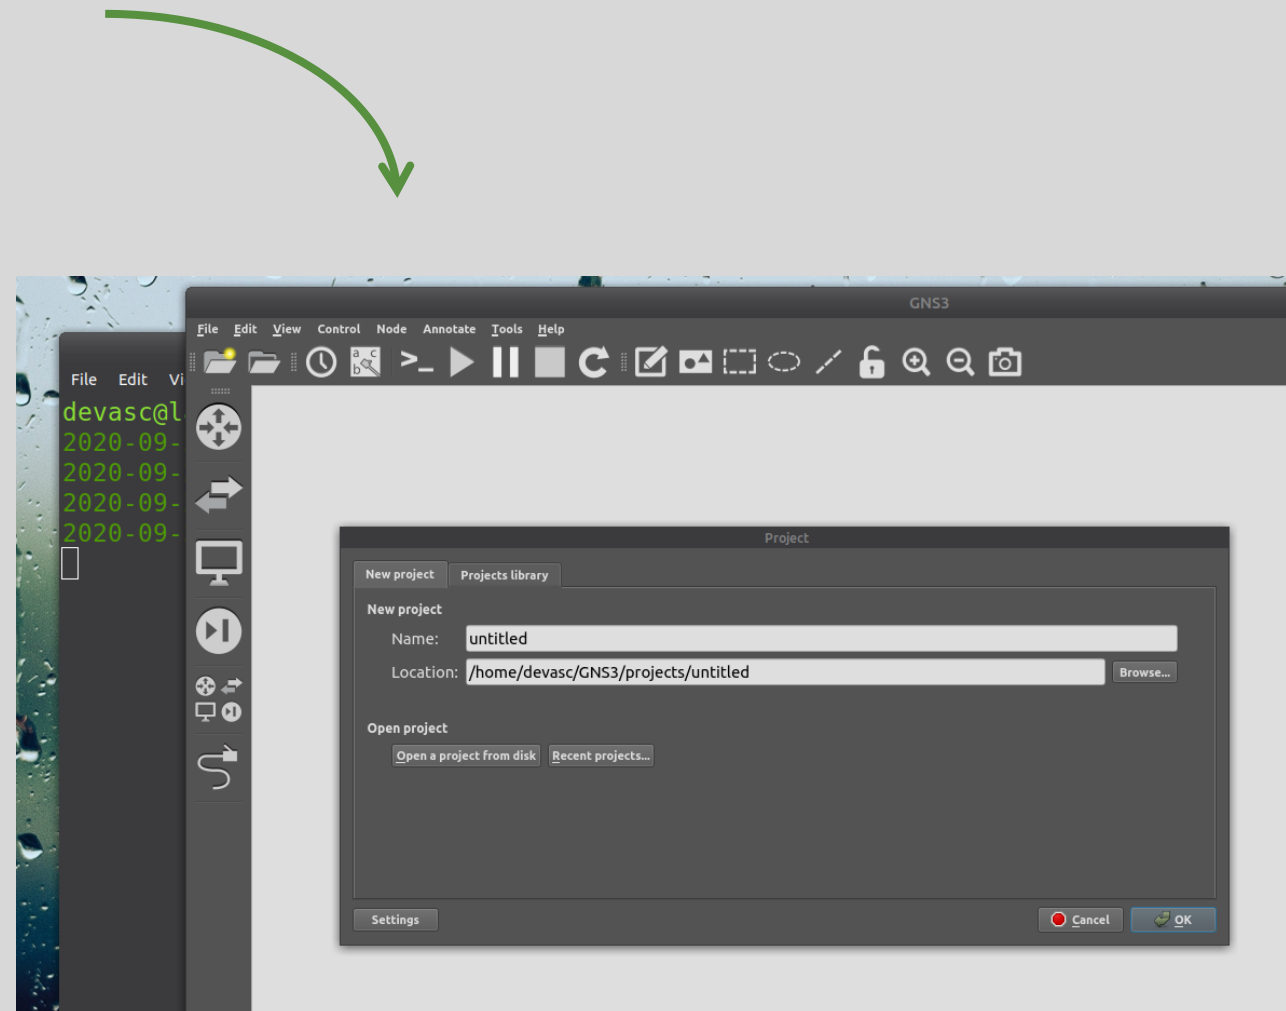 GNS3
File Edit View Control Node Annotate Tools Help
a c
b
>_
File Edit
devasc@l
2020-09-
2020-09-
2020-09-
2020-09-
Project
New project Projects library
New project
Name: untitled
Location: /home/devasc/GNS3/projects/untitled Browse...
Open project
Open a project from disk Recent projects...
Settings Cancel OK